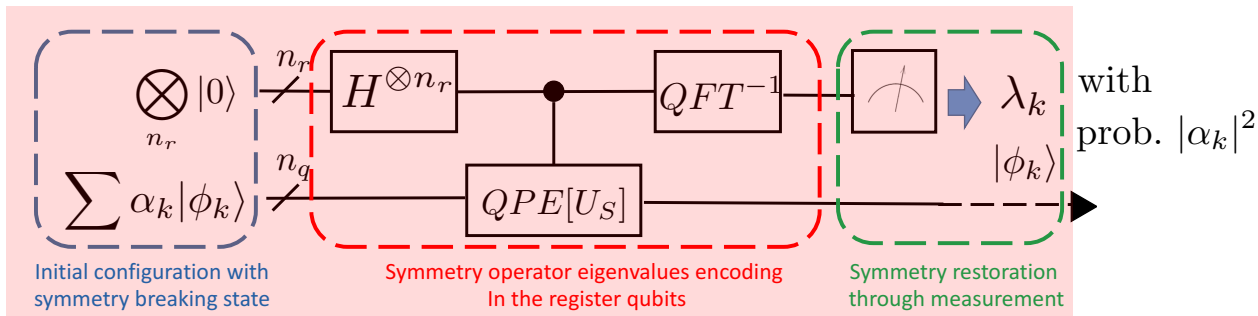 n_r
⊗ |0⟩
n_r
H^{⊗n_r}
QFT^{-1}
λ_k
with
prob. |α_k|^2
n_q
∑ α_k|ϕ_k⟩
QPE[U_S]
|ϕ_k⟩
Initial configuration with
symmetry breaking state
Symmetry operator eigenvalues encoding
In the register qubits
Symmetry restoration
through measurement